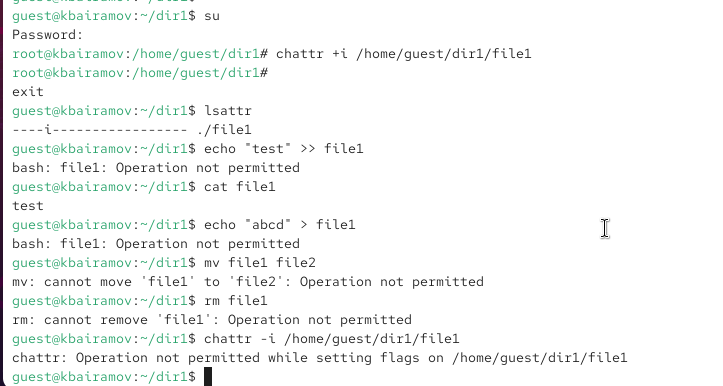 guest@kbairamov:~/dir1$ su
Password:
root@kbairamov:/home/guest/dir1# chattr +i /home/guest/dir1/file1
root@kbairamov:/home/guest/dir1#
exit
guest@kbairamov:~/dir1$ lsattr
----i----------------- ./file1
guest@kbairamov:~/dir1$ echo "test" >> file1
bash: file1: Operation not permitted
guest@kbairamov:~/dir1$ cat file1
test
guest@kbairamov:~/dir1$ echo "abcd" > file1
bash: file1: Operation not permitted
guest@kbairamov:~/dir1$ mv file1 file2
mv: cannot move 'file1' to 'file2': Operation not permitted
guest@kbairamov:~/dir1$ rm file1
rm: cannot remove 'file1': Operation not permitted
guest@kbairamov:~/dir1$ chattr -i /home/guest/dir1/file1
chattr: Operation not permitted while setting flags on /home/guest/dir1/file1
guest@kbairamov:~/dir1$